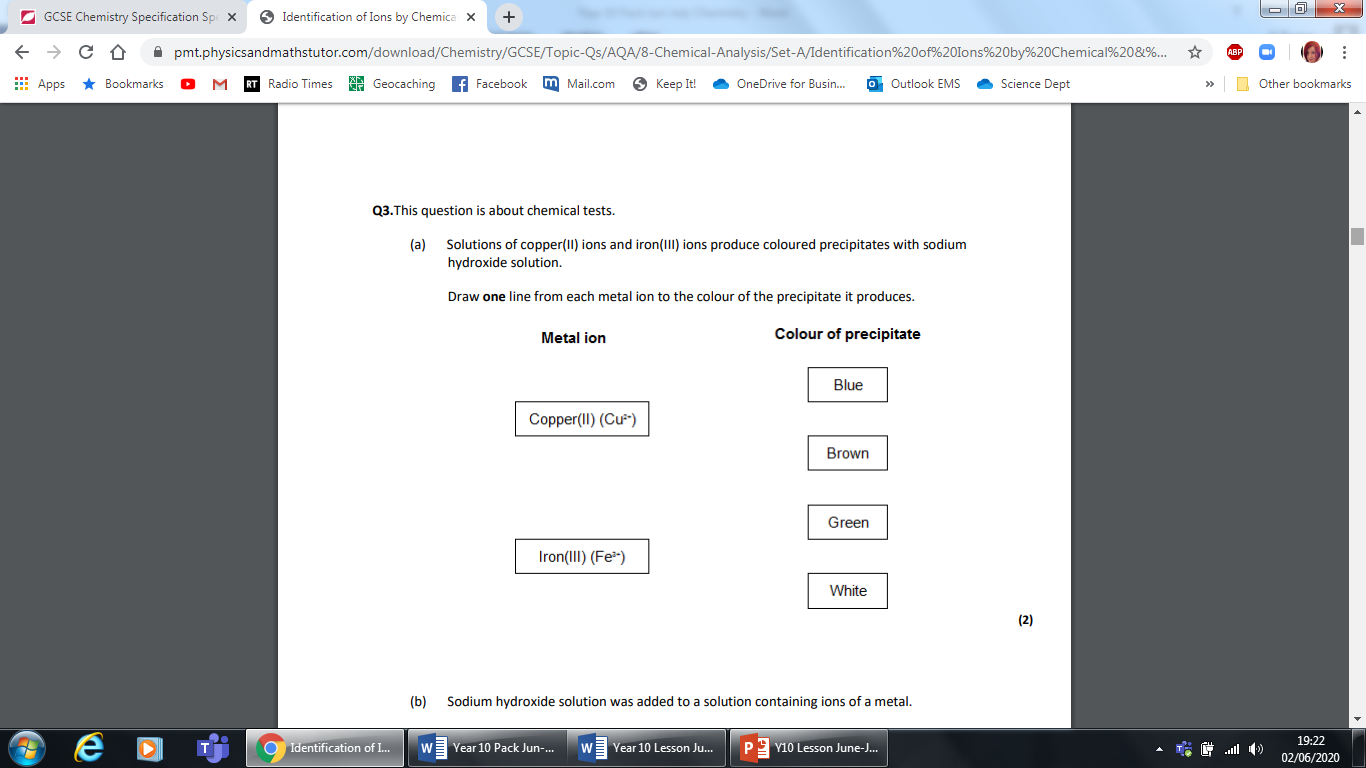 GCSE Chemistry Specification Spe
Identification of Ions by Chemica
pmt.physicsandmathstutor.com/download/Chemistry/GCSE/Topic-Qs/AQA/8-Chemical-Analysis/Set-A/Identification%20of%20Ions%20by%20Chemical%20&%...
ABP
Apps Bookmarks RT Radio Times Geocaching Facebook Mail.com Keep It! OneDrive for Busin... Outlook EMS Science Dept » Other bookmarks
Q3.This question is about chemical tests.
(a) Solutions of copper(II) ions and iron(III) ions produce coloured precipitates with sodium
hydroxide solution.
Draw one line from each metal ion to the colour of the precipitate it produces.
Metal ion
Colour of precipitate
Blue
Copper(II) (Cu²⁺)
Brown
Green
Iron(III) (Fe³⁺)
White
(2)
(b) Sodium hydroxide solution was added to a solution containing ions of a metal.
Identification of I... Year 10 Pack Jun-... Year 10 Lesson Ju... Y10 Lesson June-J...
19:22
02/06/2020